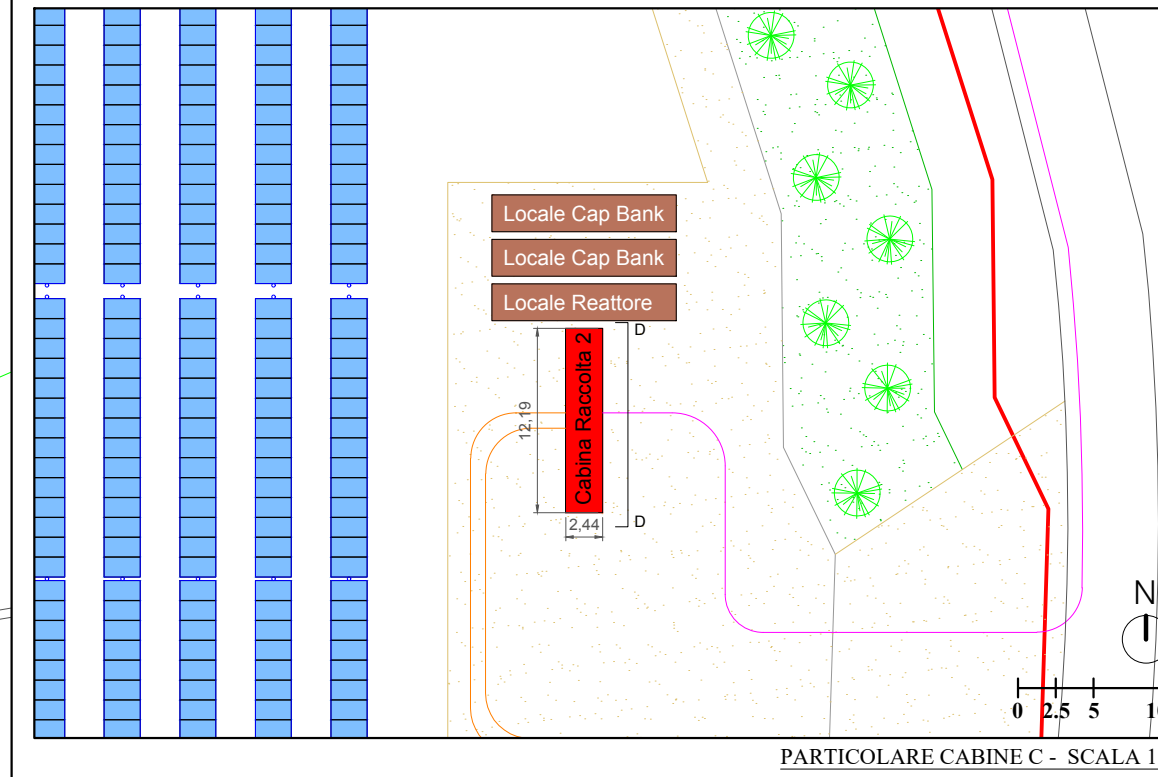 Locale Cap Bank
Locale Cap Bank
Locale Reattore
D
Cabina Raccolta 2
12,19
D
2,44
N
0 2.5 5
PARTICOLARE CABINE C - SCALA 1